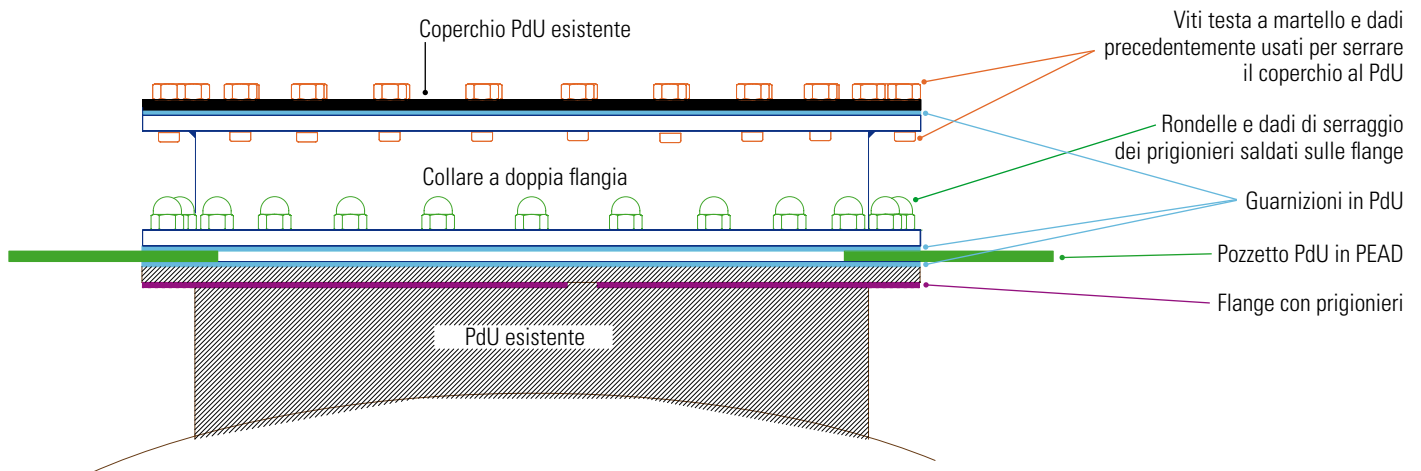 Coperchio PdU esistente
Viti testa a martello e dadi
precedentemente usati per serrare
il coperchio al PdU
Rondelle e dadi di serraggio
dei prigionieri saldati sulle flange
Collare a doppia flangia
Guarnizioni in PdU
Pozzetto PdU in PEAD
Flange con prigionieri
PdU esistente